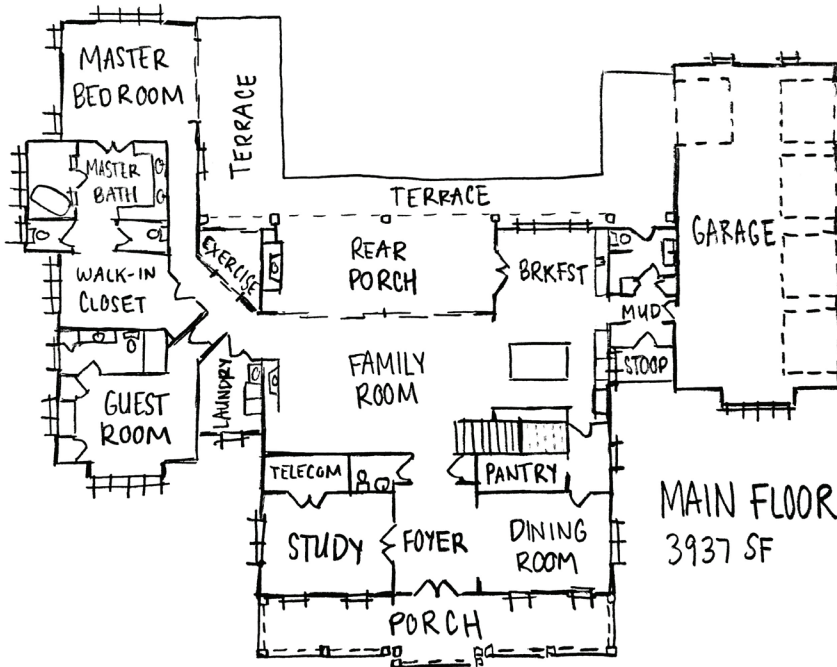 MASTER
BEDROOM
TERRACE
MASTER
BATH
TERRACE
EXERCISE
REAR
PORCH
BRKFST
GARAGE
WALK-IN
CLOSET
MUD
FAMILY
ROOM
STOOP
LAUNDRY
GUEST
ROOM
TELECOM
PANTRY
MAIN FLOOR
3937 SF
STUDY
FOYER
DINING
ROOM
PORCH